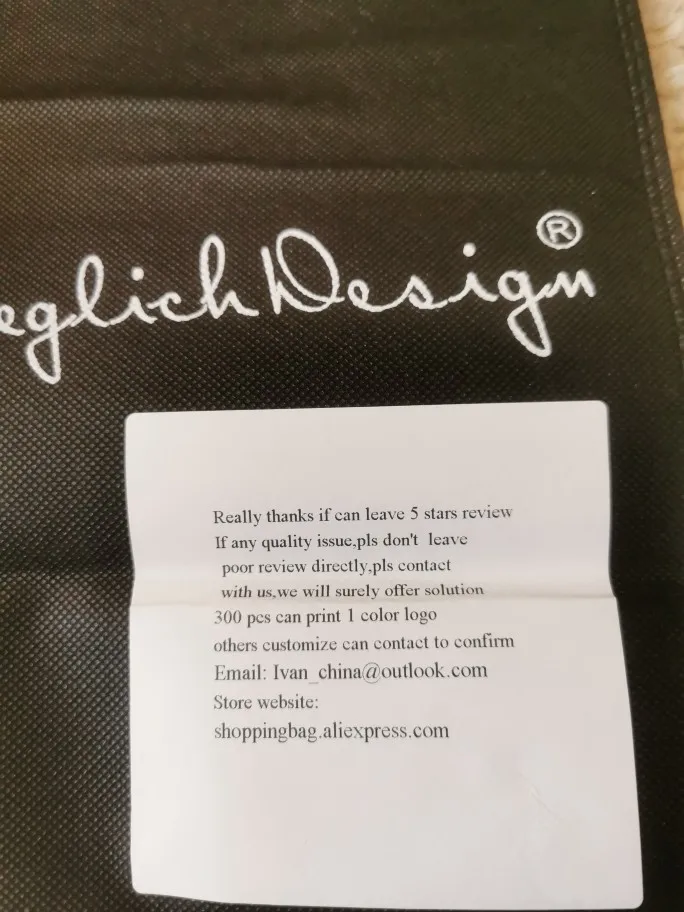 eglich Design ®
Really thanks if can leave 5 stars review
If any quality issue,pls don't leave
poor review directly,pls contact
with us,we will surely offer solution
300 pcs can print 1 color logo
others customize can contact to confirm
Email: Ivan_china@outlook.com
Store website:
shoppingbag.aliexpress.com